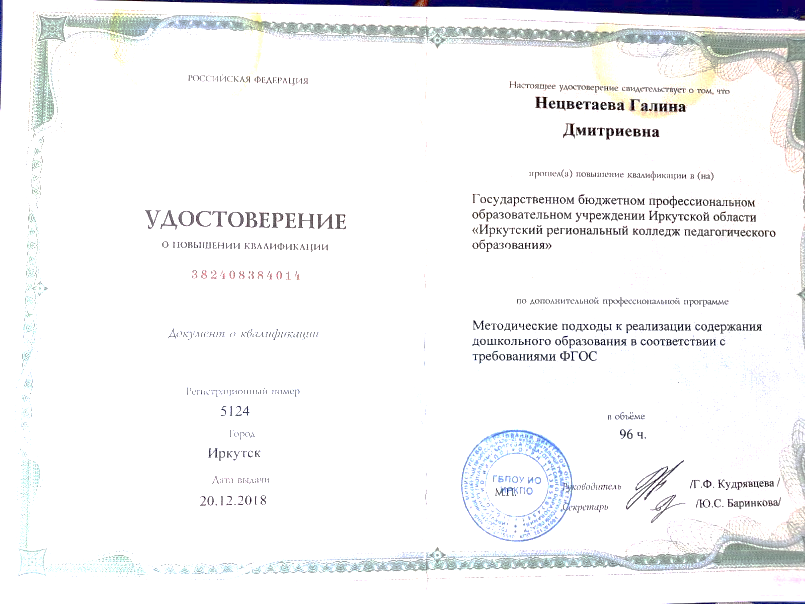 РОССИЙСКАЯ ФЕДЕРАЦИЯ
УДОСТОВЕРЕНИЕ
О ПОВЫШЕНИИ КВАЛИФИКАЦИИ
382408384014
Документ о квалификации
Регистрационный номер
5124
Город
Иркутск
Дата выдачи
20.12.2018
Настоящее удостоверение свидетельствует о том, что
Нецветаева Галина
Дмитриевна
прошел(а) повышение квалификации в (на)
Государственном бюджетном профессиональном
образовательном учреждении Иркутской области
«Иркутский региональный колледж педагогического
образования»
по дополнительной профессиональной программе
Методические подходы к реализации содержания
дошкольного образования в соответствии с
требованиями ФГОС
в объёме
96 ч.
ГБПОУ ИО
ИРКПО
М.П.
Руководитель /Г.Ф. Кудрявцева /
Секретарь /Ю.С. Баринкова/